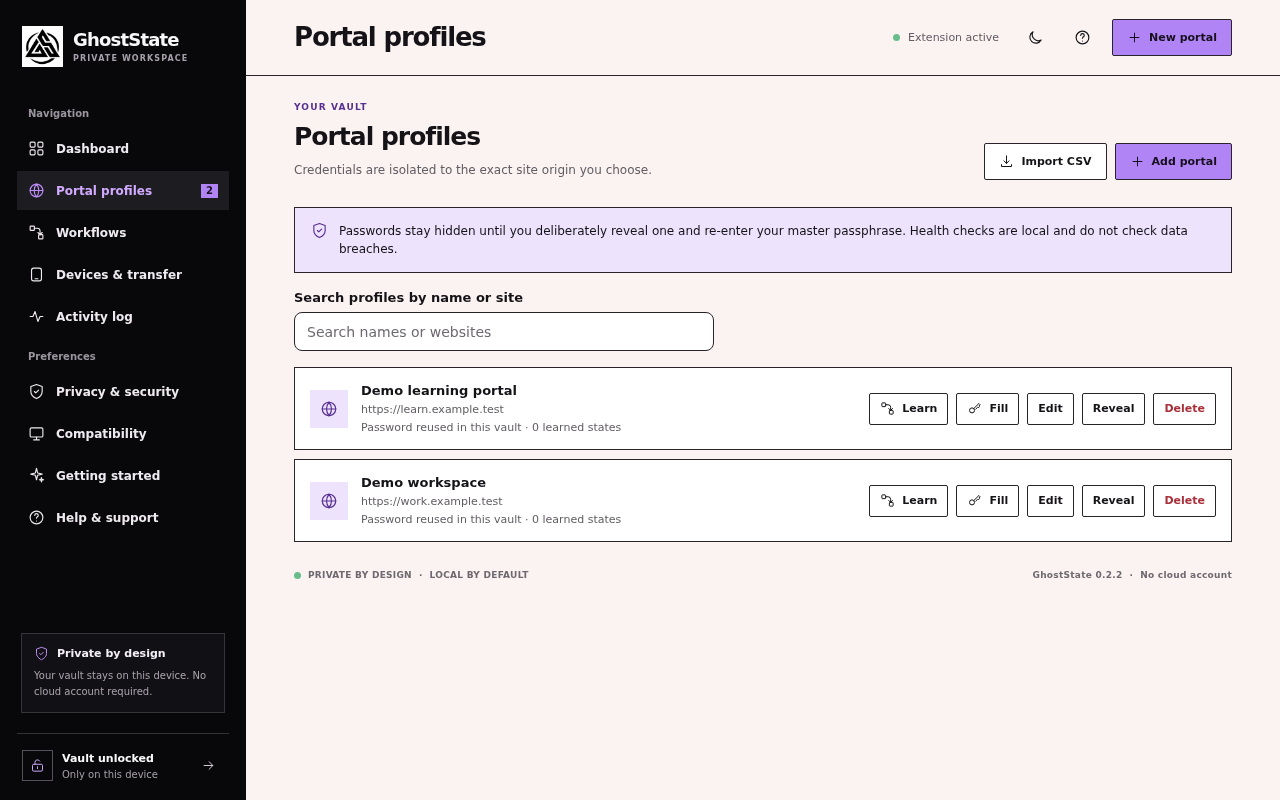 GhostState
PRIVATE WORKSPACE
Navigation
Dashboard
Portal profiles 2
Workflows
Devices & transfer
Activity log
Preferences
Privacy & security
Compatibility
Getting started
Help & support
Private by design
Your vault stays on this device. No
cloud account required.
Vault unlocked
Only on this device
Portal profiles
Extension active
New portal
YOUR VAULT
Portal profiles
Credentials are isolated to the exact site origin you choose.
Import CSV
Add portal
Passwords stay hidden until you deliberately reveal one and re-enter your master passphrase. Health checks are local and do not check data
breaches.
Search profiles by name or site
Search names or websites
Demo learning portal
https://learn.example.test
Password reused in this vault · 0 learned states
Learn Fill Edit Reveal Delete
Demo workspace
https://work.example.test
Password reused in this vault · 0 learned states
Learn Fill Edit Reveal Delete
PRIVATE BY DESIGN · LOCAL BY DEFAULT
GhostState 0.2.2 · No cloud account